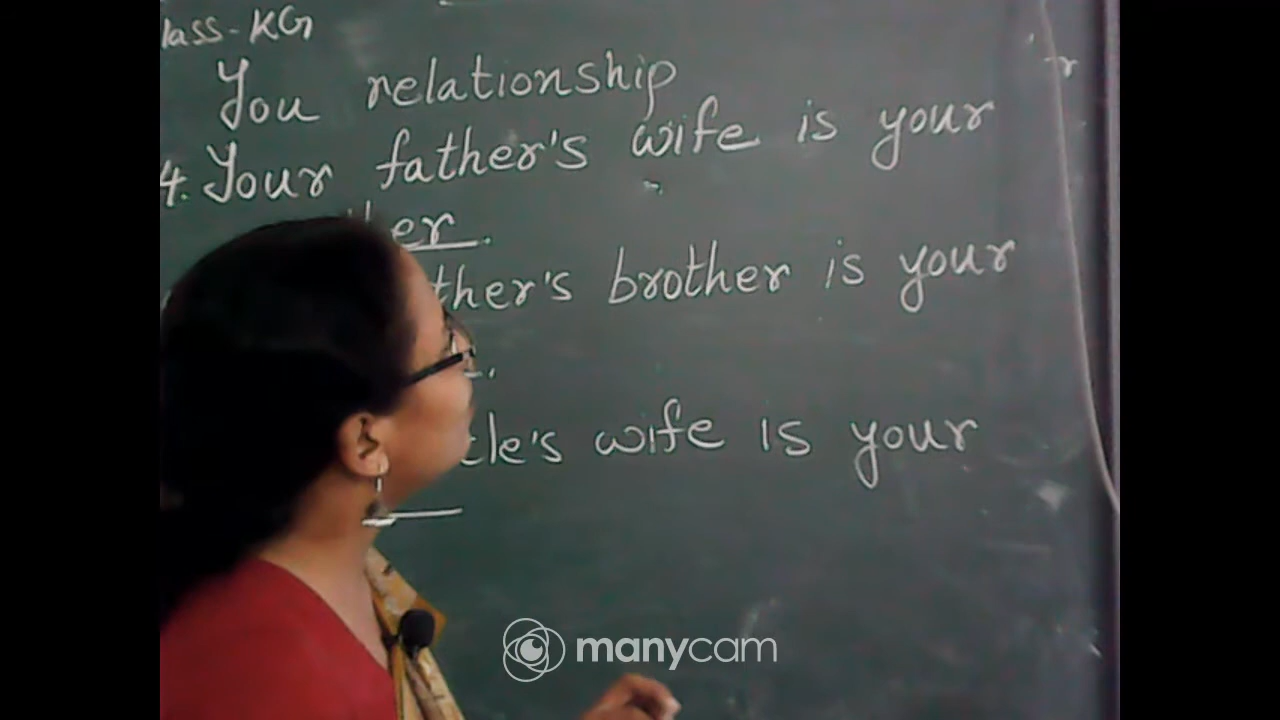 lass - KG
You relationship
4. Your father's wife is your
ther.
ther's brother is your
cle's wife is your
manycam